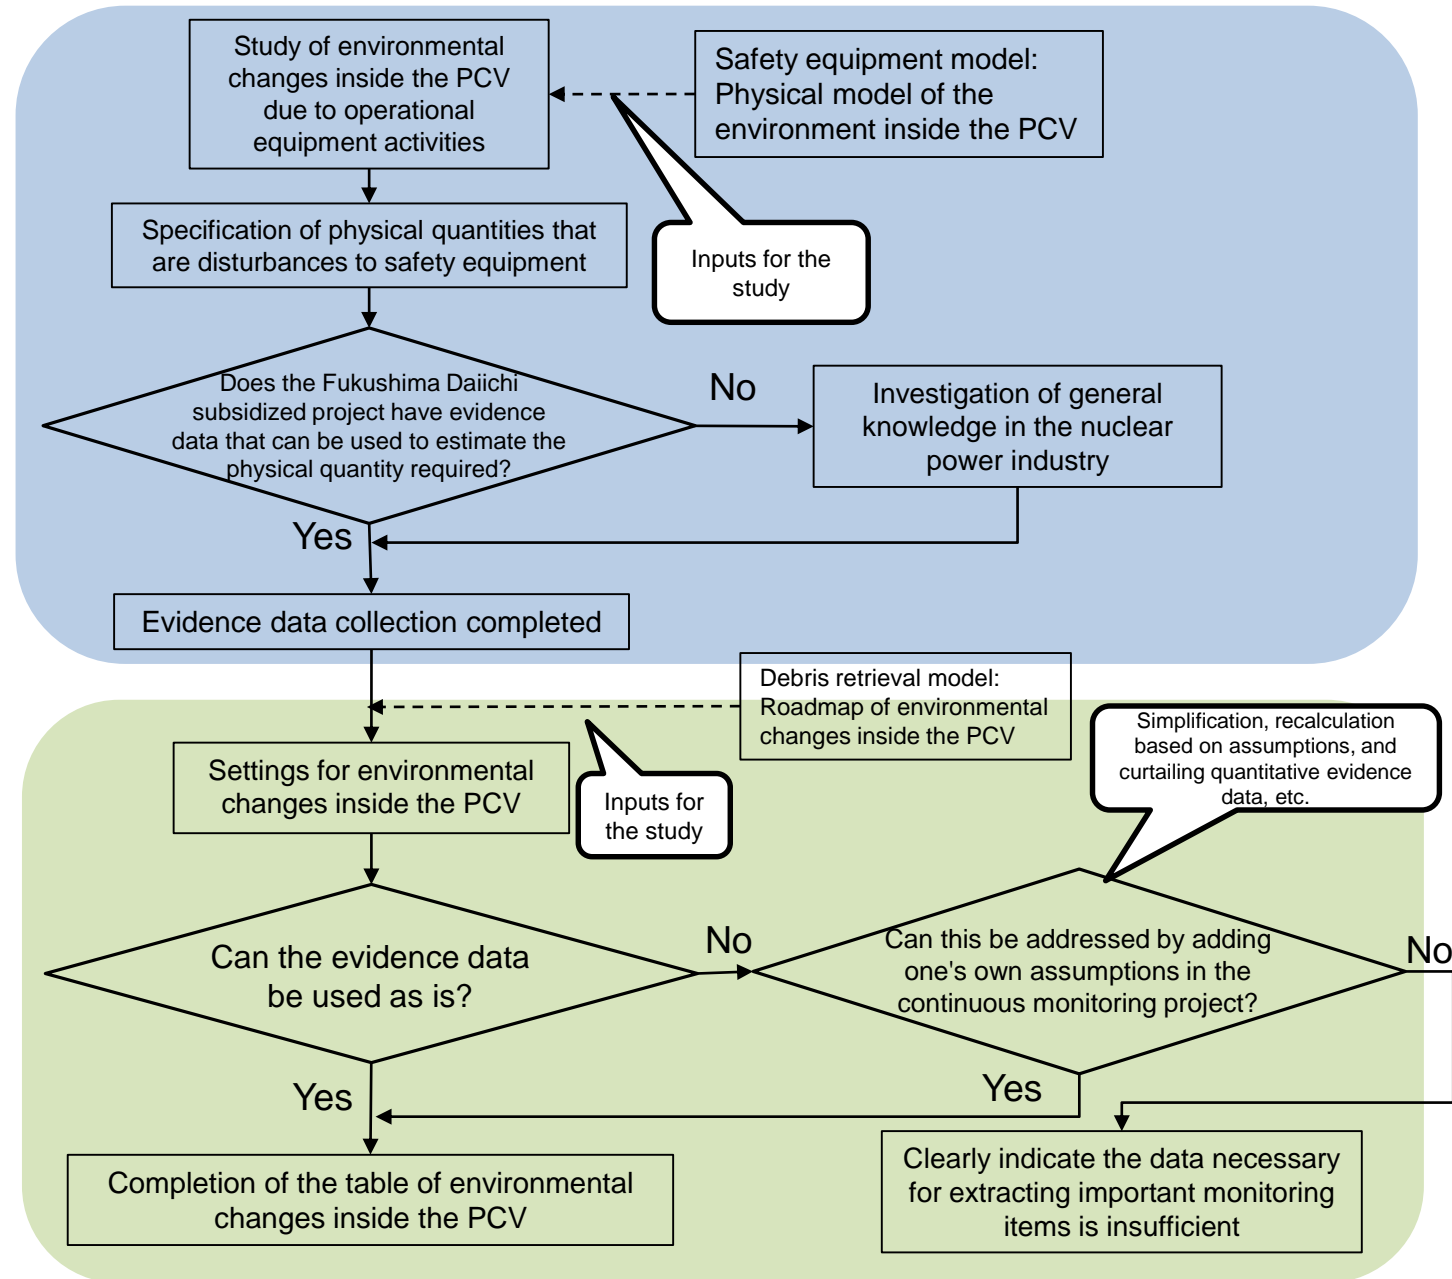 Study of environmental
changes inside the PCV
due to operational
equipment activities
Safety equipment model:
Physical model of the
environment inside the PCV
Inputs for the
study
Specification of physical quantities that
are disturbances to safety equipment
Does the Fukushima Daiichi
subsidized project have evidence
data that can be used to estimate the
physical quantity required?
No
Investigation of general
knowledge in the nuclear
power industry
Yes
Evidence data collection completed
Debris retrieval model:
Roadmap of environmental
changes inside the PCV
Simplification, recalculation
based on assumptions, and
curtailing quantitative evidence
data, etc.
Settings for environmental
changes inside the PCV
Inputs for
the study
Can the evidence data
be used as is?
No
Can this be addressed by adding
one's own assumptions in the
continuous monitoring project?
No
Yes
Yes
Completion of the table of environmental
changes inside the PCV
Clearly indicate the data necessary
for extracting important monitoring
items is insufficient